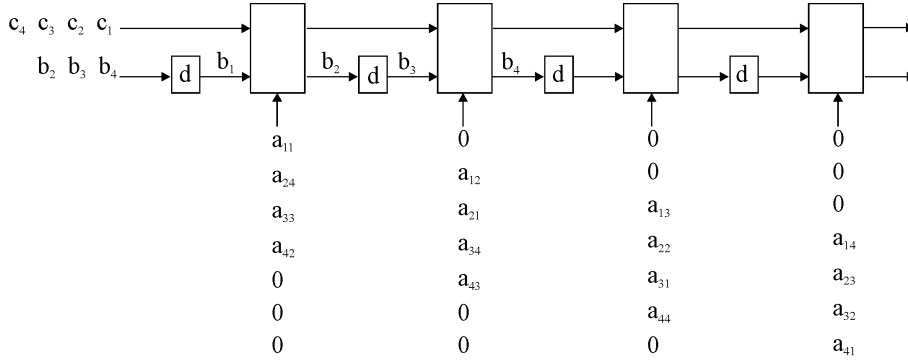 c₄ c₃ c₂ c₁
b₂ b₃ b₄ d b₁ b₂ d b₃ b₄ d d
a₁₁ 0 0 0
a₂₄ a₁₂ 0 0
a₃₃ a₂₁ a₁₃ 0
a₄₂ a₃₄ a₂₂ a₁₄
0 a₄₃ a₃₁ a₂₃
0 0 a₄₄ a₃₂
0 0 0 a₄₁